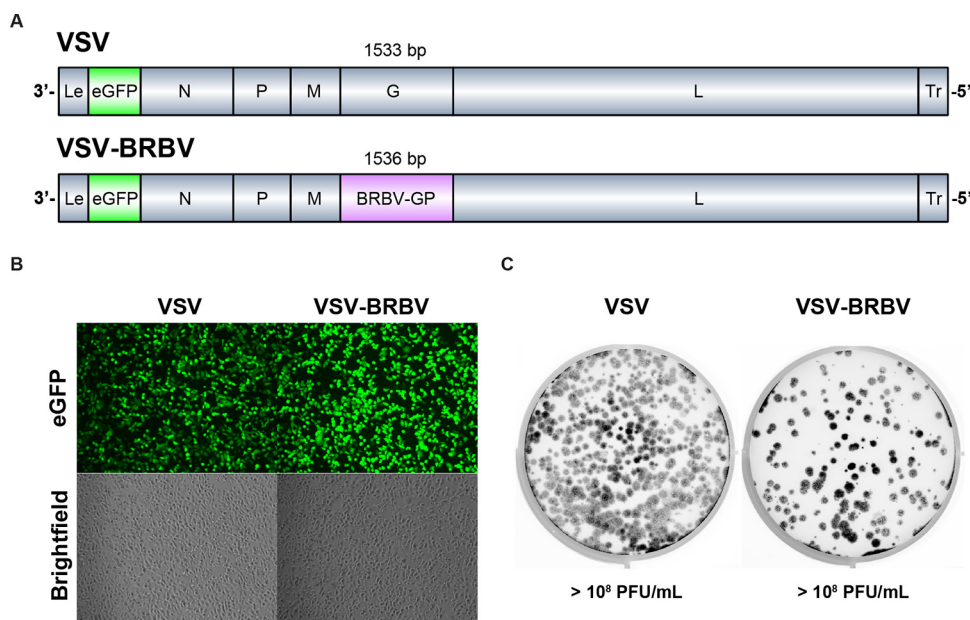 A
VSV
1533 bp
3’- Le eGFP N P M G L Tr -5’
VSV-BRBV
1536 bp
3’- Le eGFP N P M BRBV-GP L Tr -5’
B
VSV VSV-BRBV
eGFP
Brightfield
C
VSV VSV-BRBV
> 10⁸ PFU/mL > 10⁸ PFU/mL